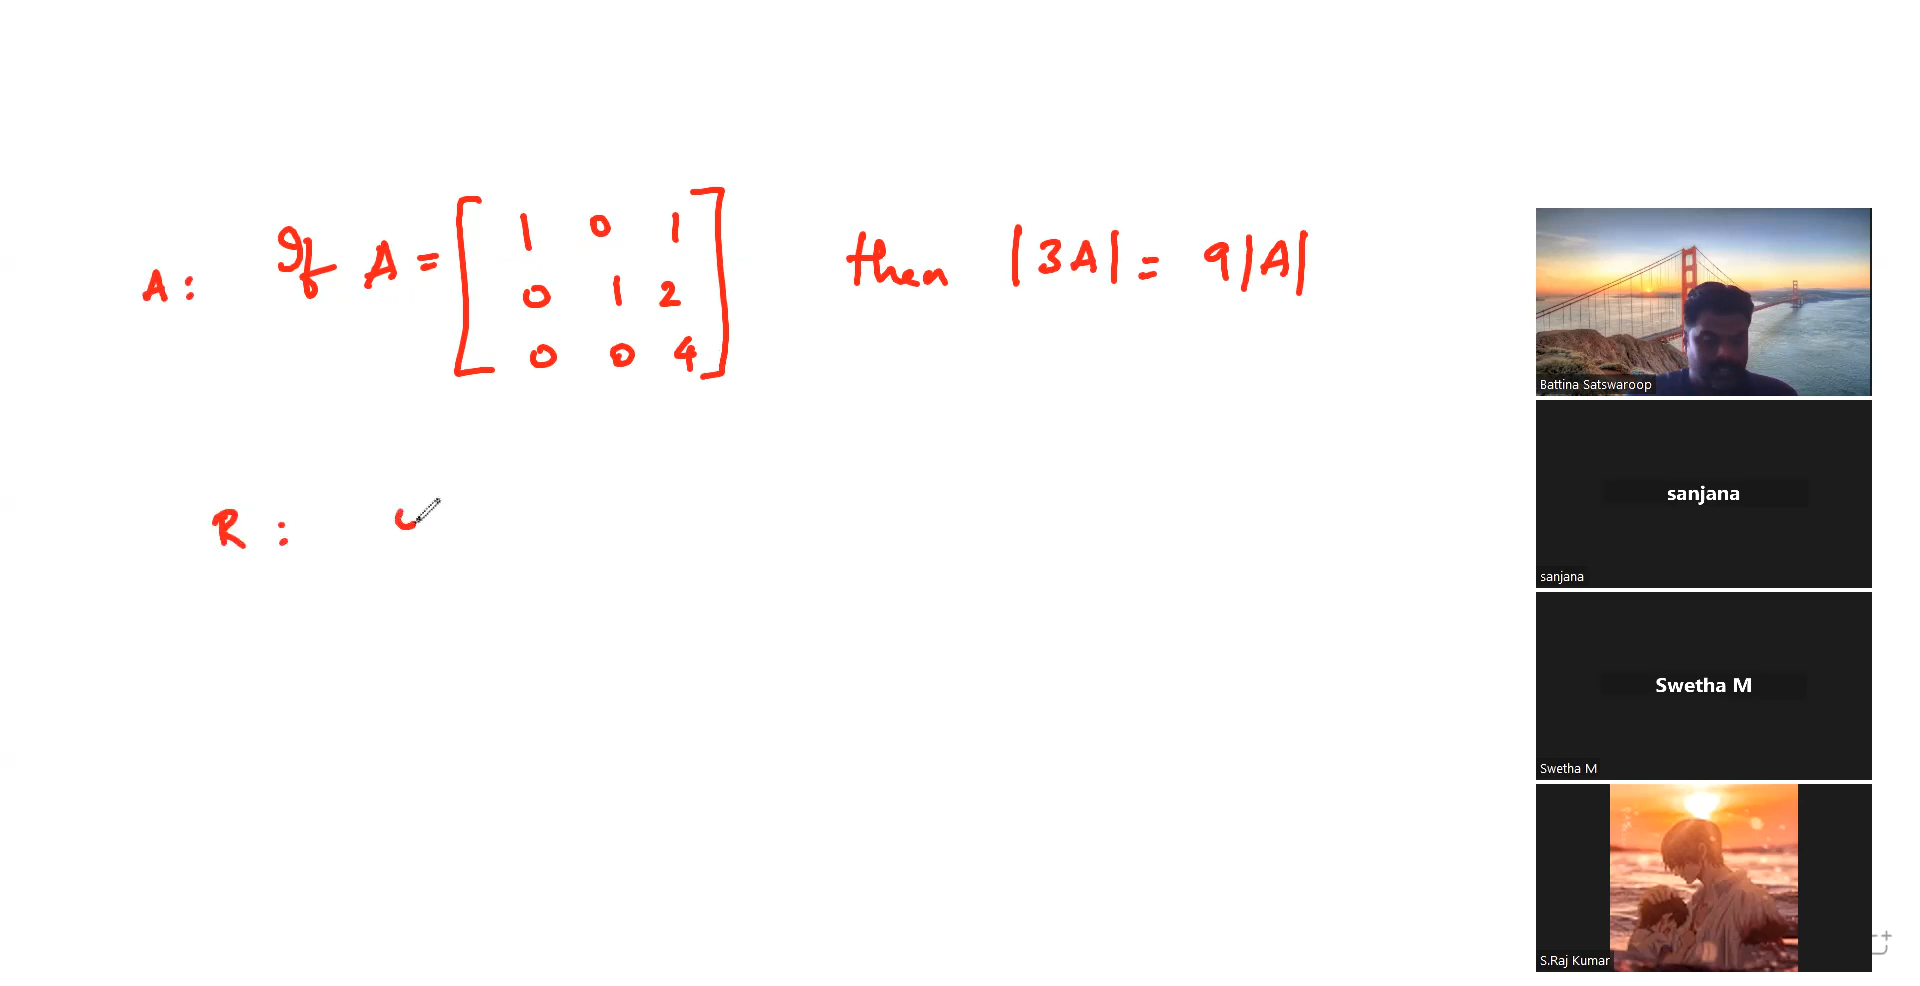 A: If A = [ 1 0 1
0 1 2
0 0 4 ] then |3A| = 9|A|
R:
Battina Satswaroop
sanjana
sanjana
Swetha M
Swetha M
S.Raj Kumar